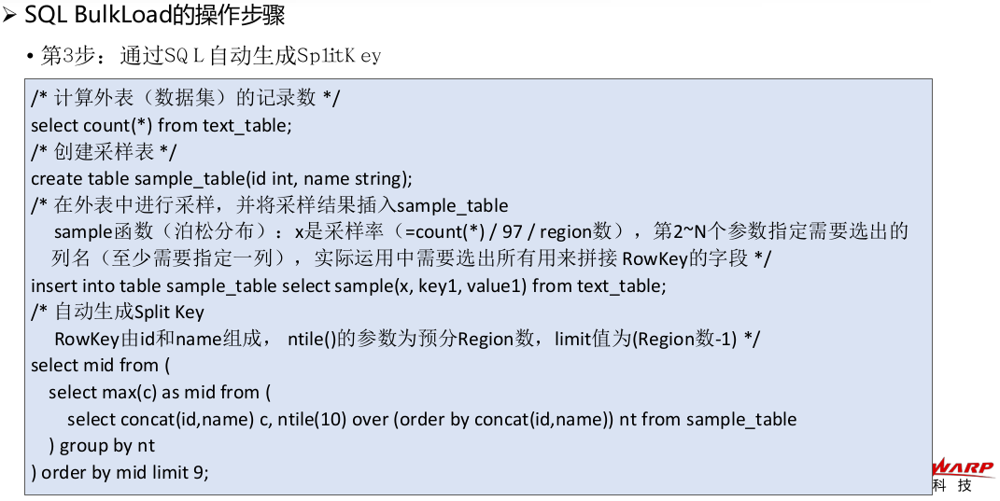 ➢ SQL BulkLoad的操作步骤
• 第3步：通过SQL自动生成SplitKey
/* 计算外表（数据集）的记录数 */
select count(*) from text_table;
/* 创建采样表 */
create table sample_table(id int, name string);
/* 在外表中进行采样，并将采样结果插入sample_table
sample函数（泊松分布）：x是采样率（=count(*) / 97 / region数），第2~N个参数指定需要选出的
列名（至少需要指定一列），实际运用中需要选出所有用来拼接 RowKey的字段 */
insert into table sample_table select sample(x, key1, value1) from text_table;
/* 自动生成Split Key
RowKey由id和name组成， ntile()的参数为预分Region数，limit值为(Region数-1) */
select mid from (
select max(c) as mid from (
select concat(id,name) c, ntile(10) over (order by concat(id,name)) nt from sample_table
) group by nt
) order by mid limit 9;
WARP
科 技